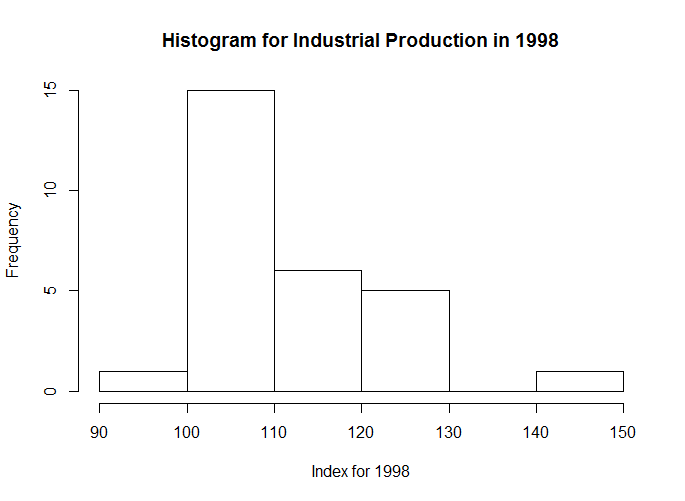 Histogram for Industrial Production in 1998
Frequency
15
10
5
0
90 100 110 120 130 140 150
Index for 1998